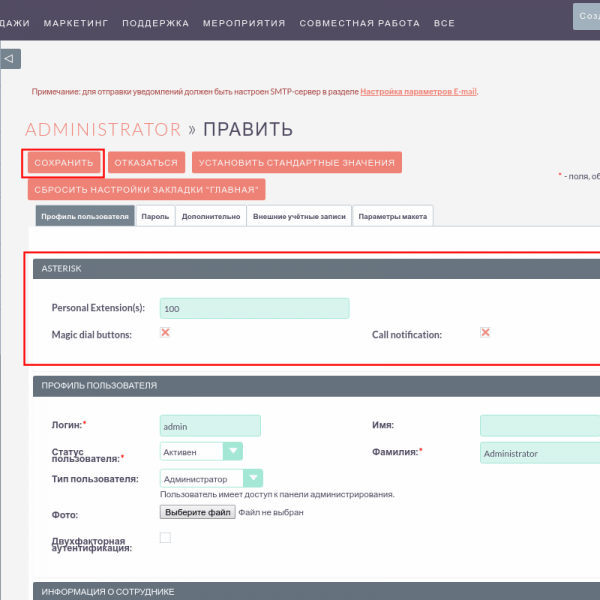 ДАЖИ МАРКЕТИНГ ПОДДЕРЖКА МЕРОПРИЯТИЯ СОВМЕСТНАЯ РАБОТА ВСЕ Созд
Примечание: для отправки уведомлений должен быть настроен SMTP-сервер в разделе Настройка параметров E-mail.
ADMINISTRATOR » ПРАВИТЬ
СОХРАНИТЬ ОТКАЗАТЬСЯ УСТАНОВИТЬ СТАНДАРТНЫЕ ЗНАЧЕНИЯ
* - поля, об
СБРОСИТЬ НАСТРОЙКИ ЗАКЛАДКИ "ГЛАВНАЯ"
Профиль пользователя Пароль Дополнительно Внешние учётные записи Параметры макета
ASTERISK
Personal Extension(s): 100
Magic dial buttons: Call notification:
ПРОФИЛЬ ПОЛЬЗОВАТЕЛЯ
Логин:* admin Имя:
Статус пользователя:* Активен Фамилия:* Administrator
Тип пользователя: Администратор
Пользователь имеет доступ к панели администрирования.
Фото: Выберите файл Файл не выбран
Двухфакторная
аутентификация:
ИНФОРМАЦИЯ О СОТРУДНИКЕ